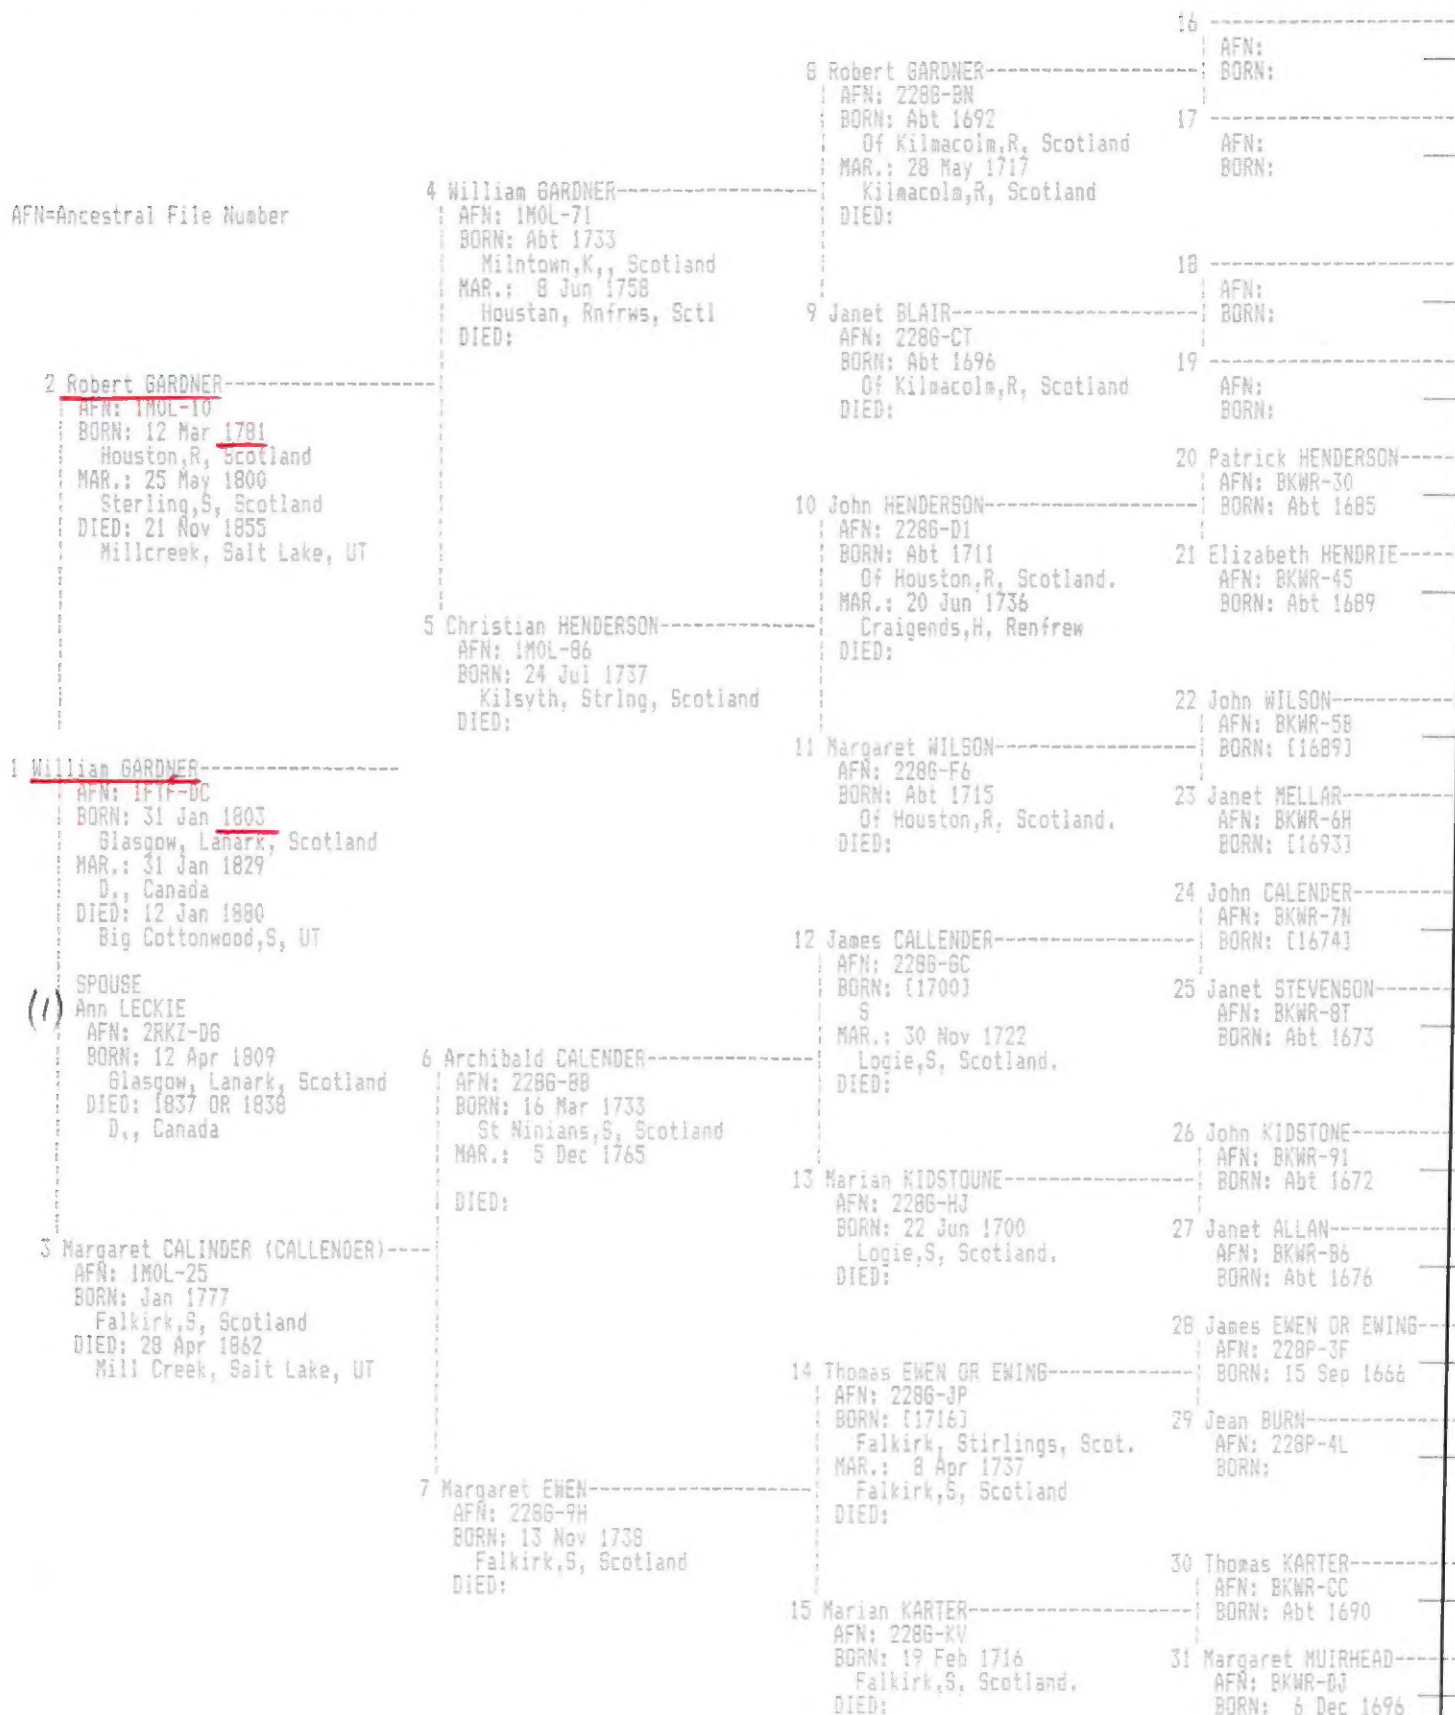 AFN=Ancestral File Number
2 Robert GARDNER
AFN: 1MOL-10
BORN: 12 Mar 1781
Houston,R, Scotland
MAR.: 25 May 1800
Sterling,S, Scotland
DIED: 21 Nov 1855
Millcreek, Salt Lake, UT
1 William GARDNER
AFN: 1FTF-DC
BORN: 31 Jan 1803
Glasgow, Lanark, Scotland
MAR.: 31 Jan 1829
D,, Canada
DIED: 12 Jan 1880
Big Cottonwood,S, UT
SPOUSE
(1) Ann LECKIE
AFN: 2RKZ-DG
BORN: 12 Apr 1809
Glasgow, Lanark, Scotland
DIED: 1837 OR 1838
D,, Canada
3 Margaret CALINDER (CALLENDER)
AFN: 1MOL-25
BORN: Jan 1777
Falkirk,S, Scotland
DIED: 28 Apr 1862
Mill Creek, Salt Lake, UT
4 William GARDNER
AFN: 1MOL-71
BORN: Abt 1733
Milntown,K,, Scotland
MAR.: 8 Jun 1758
Houstan, Rnfrws, Sctl
DIED:
5 Christian HENDERSON
AFN: 1MOL-86
BORN: 24 Jul 1737
Kilsyth, Strlng, Scotland
DIED:
6 Archibald CALENDER
AFN: 228G-8B
BORN: 16 Mar 1733
St Ninians,S, Scotland
MAR.: 5 Dec 1765
DIED:
7 Margaret EWEN
AFN: 228G-9H
BORN: 13 Nov 1738
Falkirk,S, Scotland
DIED:
8 Robert GARDNER
AFN: 228G-BN
BORN: Abt 1692
Of Kilmacolm,R, Scotland
MAR.: 28 May 1717
Kilmacolm,R, Scotland
DIED:
9 Janet BLAIR
AFN: 228G-CT
BORN: Abt 1696
Of Kilmacolm,R, Scotland
DIED:
10 John HENDERSON
AFN: 228G-D1
BORN: Abt 1711
Of Houston,R, Scotland.
MAR.: 20 Jun 1736
Craigends,H, Renfrew
DIED:
11 Margaret WILSON
AFN: 228G-F6
BORN: Abt 1715
Of Houston,R, Scotland.
DIED:
12 James CALLENDER
AFN: 228G-GC
BORN: [1700]
S
MAR.: 30 Nov 1722
Logie,S, Scotland.
DIED:
13 Marian KIDSTOUNE
AFN: 228G-HJ
BORN: 22 Jun 1700
Logie,S, Scotland.
DIED:
14 Thomas EWEN OR EWING
AFN: 228G-JP
BORN: [1716]
Falkirk, Stirlings, Scot.
MAR.: 8 Apr 1737
Falkirk,S, Scotland
DIED:
15 Marian KARTER
AFN: 228G-KV
BORN: 19 Feb 1716
Falkirk,S, Scotland.
DIED:
16
AFN:
BORN:
17
AFN:
BORN:
18
AFN:
BORN:
19
AFN:
BORN:
20 Patrick HENDERSON
AFN: BKWR-30
BORN: Abt 1685
21 Elizabeth HENDRIE
AFN: BKWR-45
BORN: Abt 1689
22 John WILSON
AFN: BKWR-5B
BORN: [1689]
23 Janet MELLAR
AFN: BKWR-6H
BORN: [1693]
24 John CALENDER
AFN: BKWR-7N
BORN: [1674]
25 Janet STEVENSON
AFN: BKWR-8T
BORN: Abt 1673
26 John KIDSTONE
AFN: BKWR-91
BORN: Abt 1672
27 Janet ALLAN
AFN: BKWR-B6
BORN: Abt 1676
28 James EWEN OR EWING
AFN: 228P-3F
BORN: 15 Sep 1666
29 Jean BURN
AFN: 228P-4L
BORN:
30 Thomas KARTER
AFN: BKWR-CC
BORN: Abt 1690
31 Margaret MUIRHEAD
AFN: BKWR-DJ
BORN: 6 Dec 1696